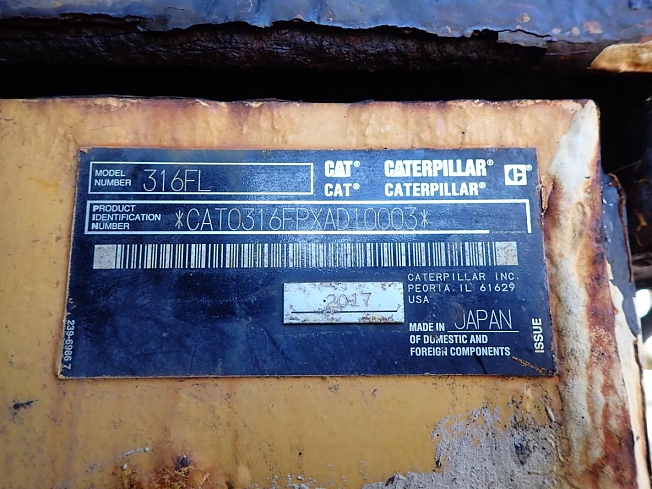 MODEL NUMBER 316FL
CAT® CATERPILLAR® C
CAT® CATERPILLAR®
PRODUCT IDENTIFICATION NUMBER *CAT0316FPXAD10003*
CATERPILLAR INC.
PEORIA. IL 61629
USA
2017
MADE IN JAPAN
OF DOMESTIC AND
FOREIGN COMPONENTS
ISSUE
239-6986 7